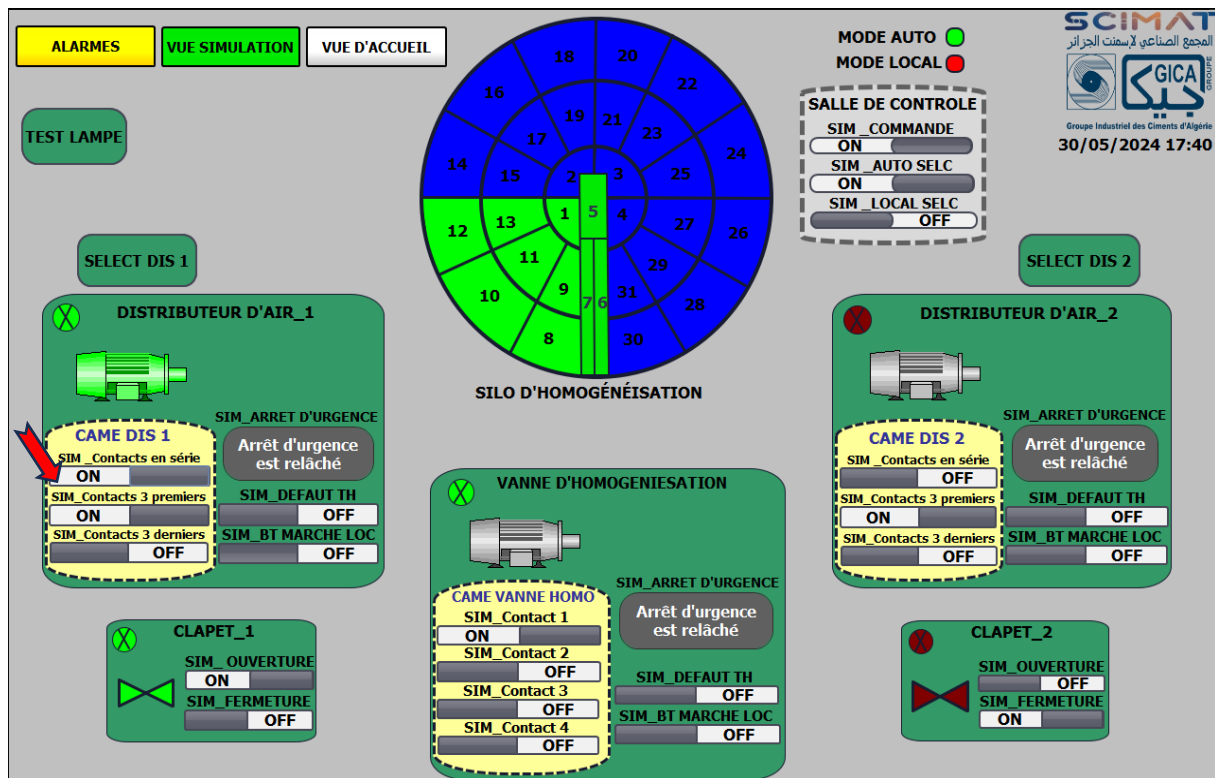 ALARMES
VUE SIMULATION
VUE D'ACCUEIL
MODE AUTO
MODE LOCAL
SCIMAT
المجمع الصناعي لإسمنت الجزائر
GICA
GROUPE
جيكا
Groupe Industriel des Ciments d'Algérie
30/05/2024 17:40
TEST LAMPE
SALLE DE CONTROLE
SIM _COMMANDE
ON
SIM _AUTO SELC
ON
SIM _LOCAL SELC
OFF
18
20
16
22
19
21
17
23
14
15
2
3
25
24
12
13
1
5
4
27
26
11
29
10
9
7
6
31
28
8
30
SILO D'HOMOGÉNÉISATION
SELECT DIS 1
SELECT DIS 2
DISTRIBUTEUR D'AIR_1
SIM_ARRET D'URGENCE
Arrêt d'urgence
est relâché
CAME DIS 1
SIM _Contacts en série
ON
SIM_Contacts 3 premiers
ON
SIM_Contacts 3 derniers
OFF
SIM_DEFAUT TH
OFF
SIM_BT MARCHE LOC
OFF
DISTRIBUTEUR D'AIR_2
SIM_ARRET D'URGENCE
Arrêt d'urgence
est relâché
CAME DIS 2
SIM _Contacts en série
OFF
SIM_Contacts 3 premiers
ON
SIM_Contacts 3 derniers
OFF
SIM_DEFAUT TH
OFF
SIM_BT MARCHE LOC
OFF
VANNE D'HOMOGENIESATION
SIM_ARRET D'URGENCE
Arrêt d'urgence
est relâché
CAME VANNE HOMO
SIM_Contact 1
ON
SIM_Contact 2
OFF
SIM_Contact 3
OFF
SIM_Contact 4
OFF
SIM_DEFAUT TH
OFF
SIM_BT MARCHE LOC
OFF
CLAPET_1
SIM_ OUVERTURE
ON
SIM_FERMETURE
OFF
CLAPET_2
SIM_OUVERTURE
OFF
SIM_FERMETURE
ON